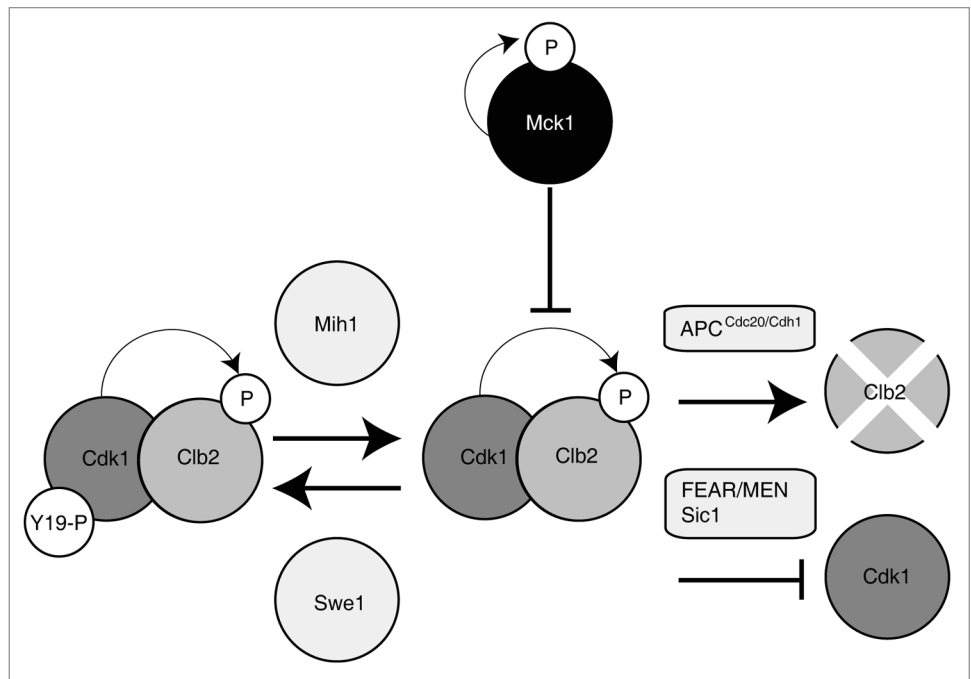 P
Mck1
Mih1
APC Cdc20/Cdh1
P
P
Clb2
Cdk1
Clb2
Cdk1
Clb2
FEAR/MEN
Sic1
Y19-P
Cdk1
Swe1